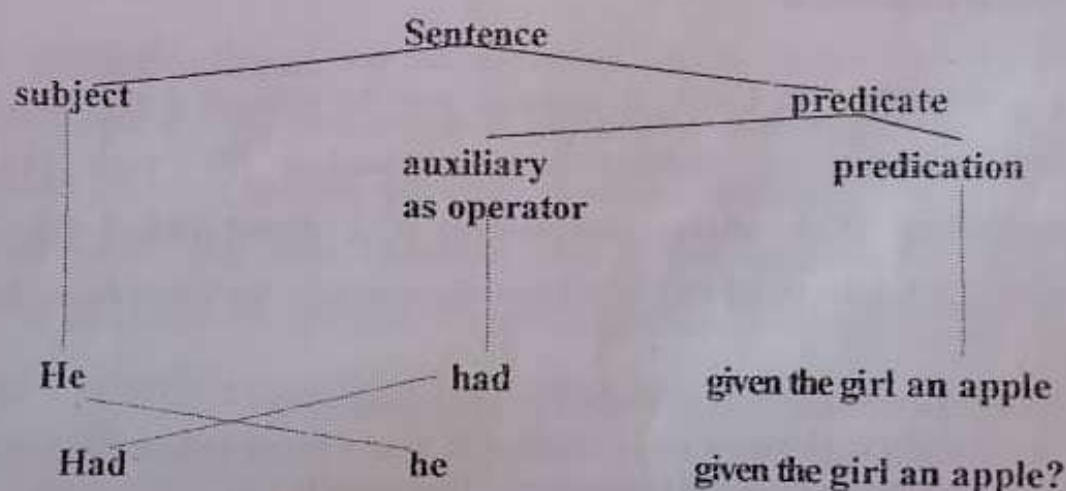 Sentence
subject predicate
auxiliary predication
as operator
He had given the girl an apple
Had he given the girl an apple?